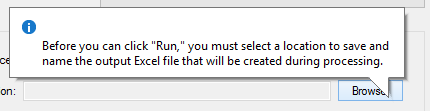 Before you can click "Run," you must select a location to save and
name the output Excel file that will be created during processing.
on:
Browse